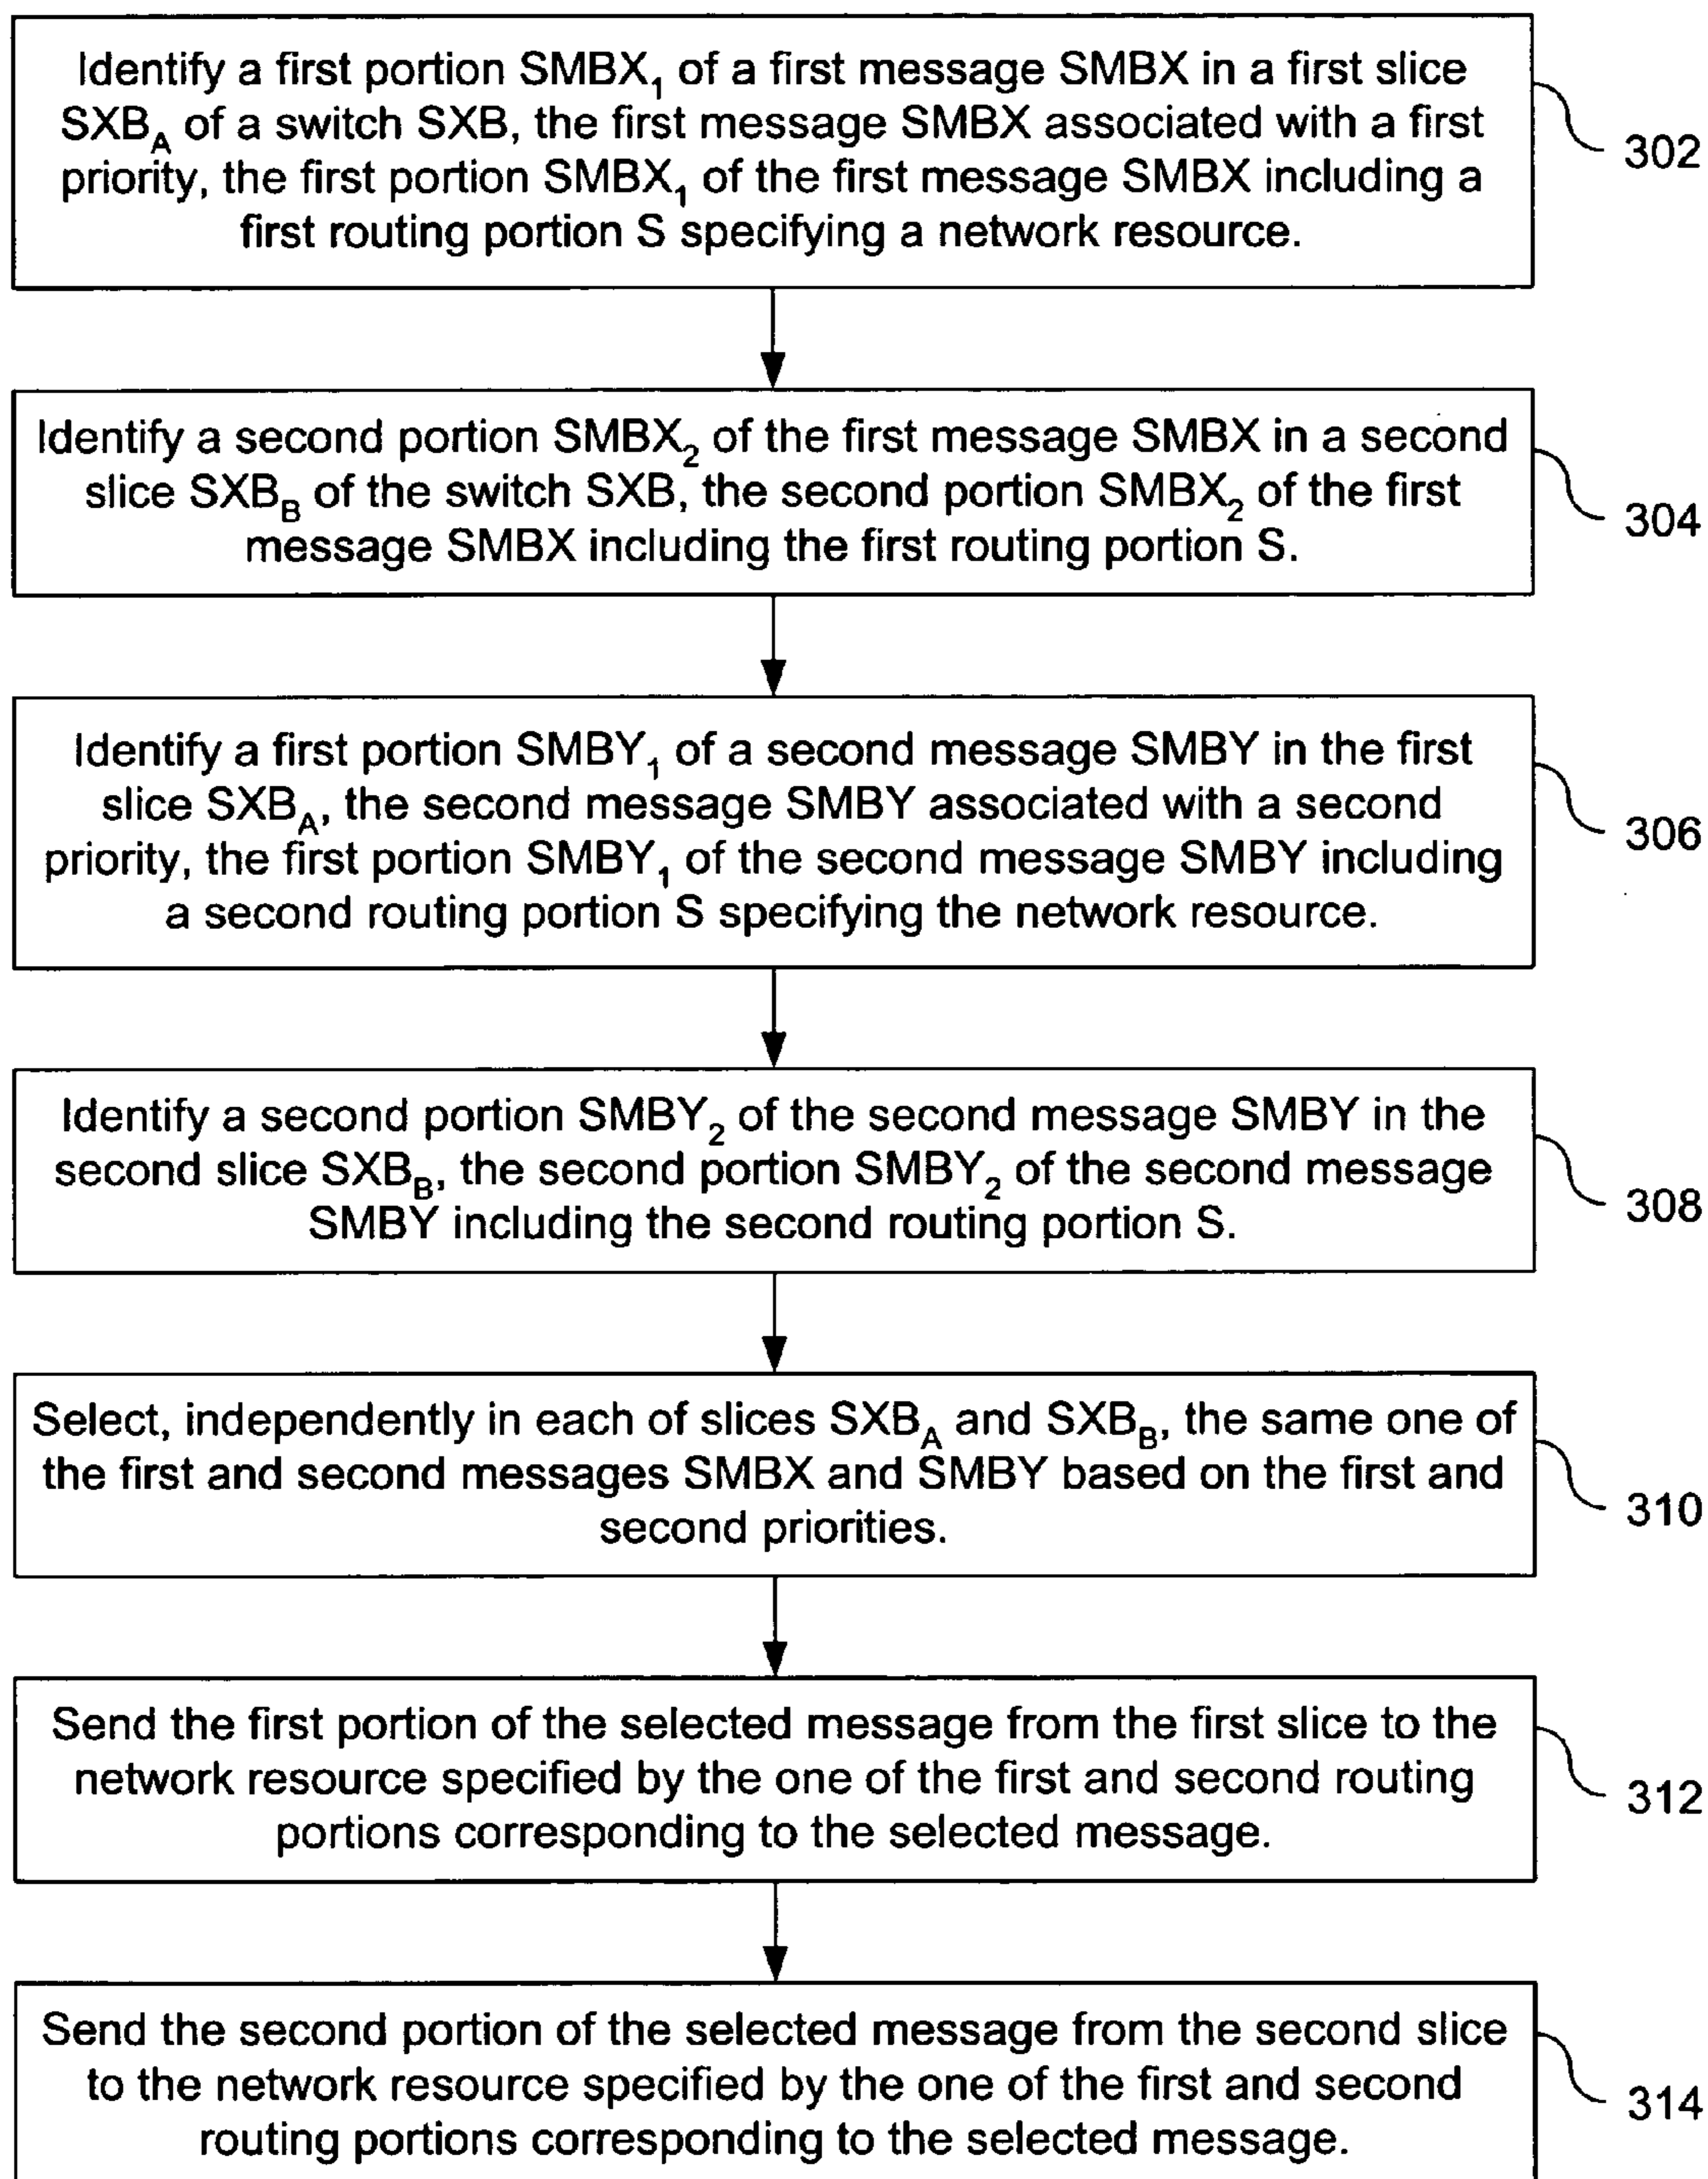 Identify a first portion SMBX₁ of a first message SMBX in a first slice
SXB_A of a switch SXB, the first message SMBX associated with a first
priority, the first portion SMBX₁ of the first message SMBX including a
first routing portion S specifying a network resource.
302
Identify a second portion SMBX₂ of the first message SMBX in a second
slice SXB_B of the switch SXB, the second portion SMBX₂ of the first
message SMBX including the first routing portion S.
304
Identify a first portion SMBY₁ of a second message SMBY in the first
slice SXB_A, the second message SMBY associated with a second
priority, the first portion SMBY₁ of the second message SMBY including
a second routing portion S specifying the network resource.
306
Identify a second portion SMBY₂ of the second message SMBY in the
second slice SXB_B, the second portion SMBY₂ of the second message
SMBY including the second routing portion S.
308
Select, independently in each of slices SXB_A and SXB_B, the same one of
the first and second messages SMBX and SMBY based on the first and
second priorities.
310
Send the first portion of the selected message from the first slice to the
network resource specified by the one of the first and second routing
portions corresponding to the selected message.
312
Send the second portion of the selected message from the second slice
to the network resource specified by the one of the first and second
routing portions corresponding to the selected message.
314